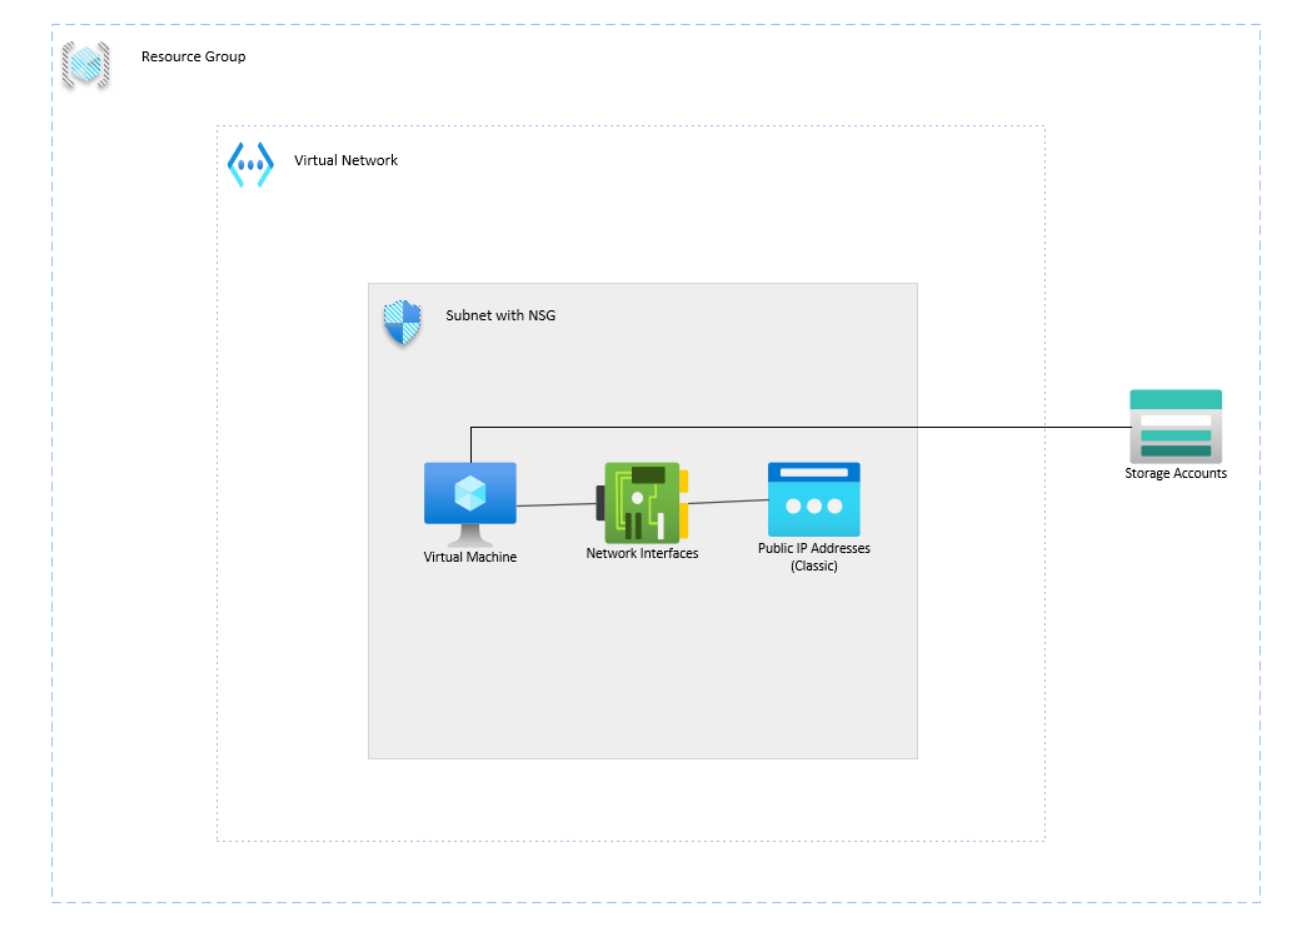 Resource Group
Virtual Network
Subnet with NSG
Storage Accounts
Virtual Machine
Network Interfaces
Public IP Addresses
(Classic)